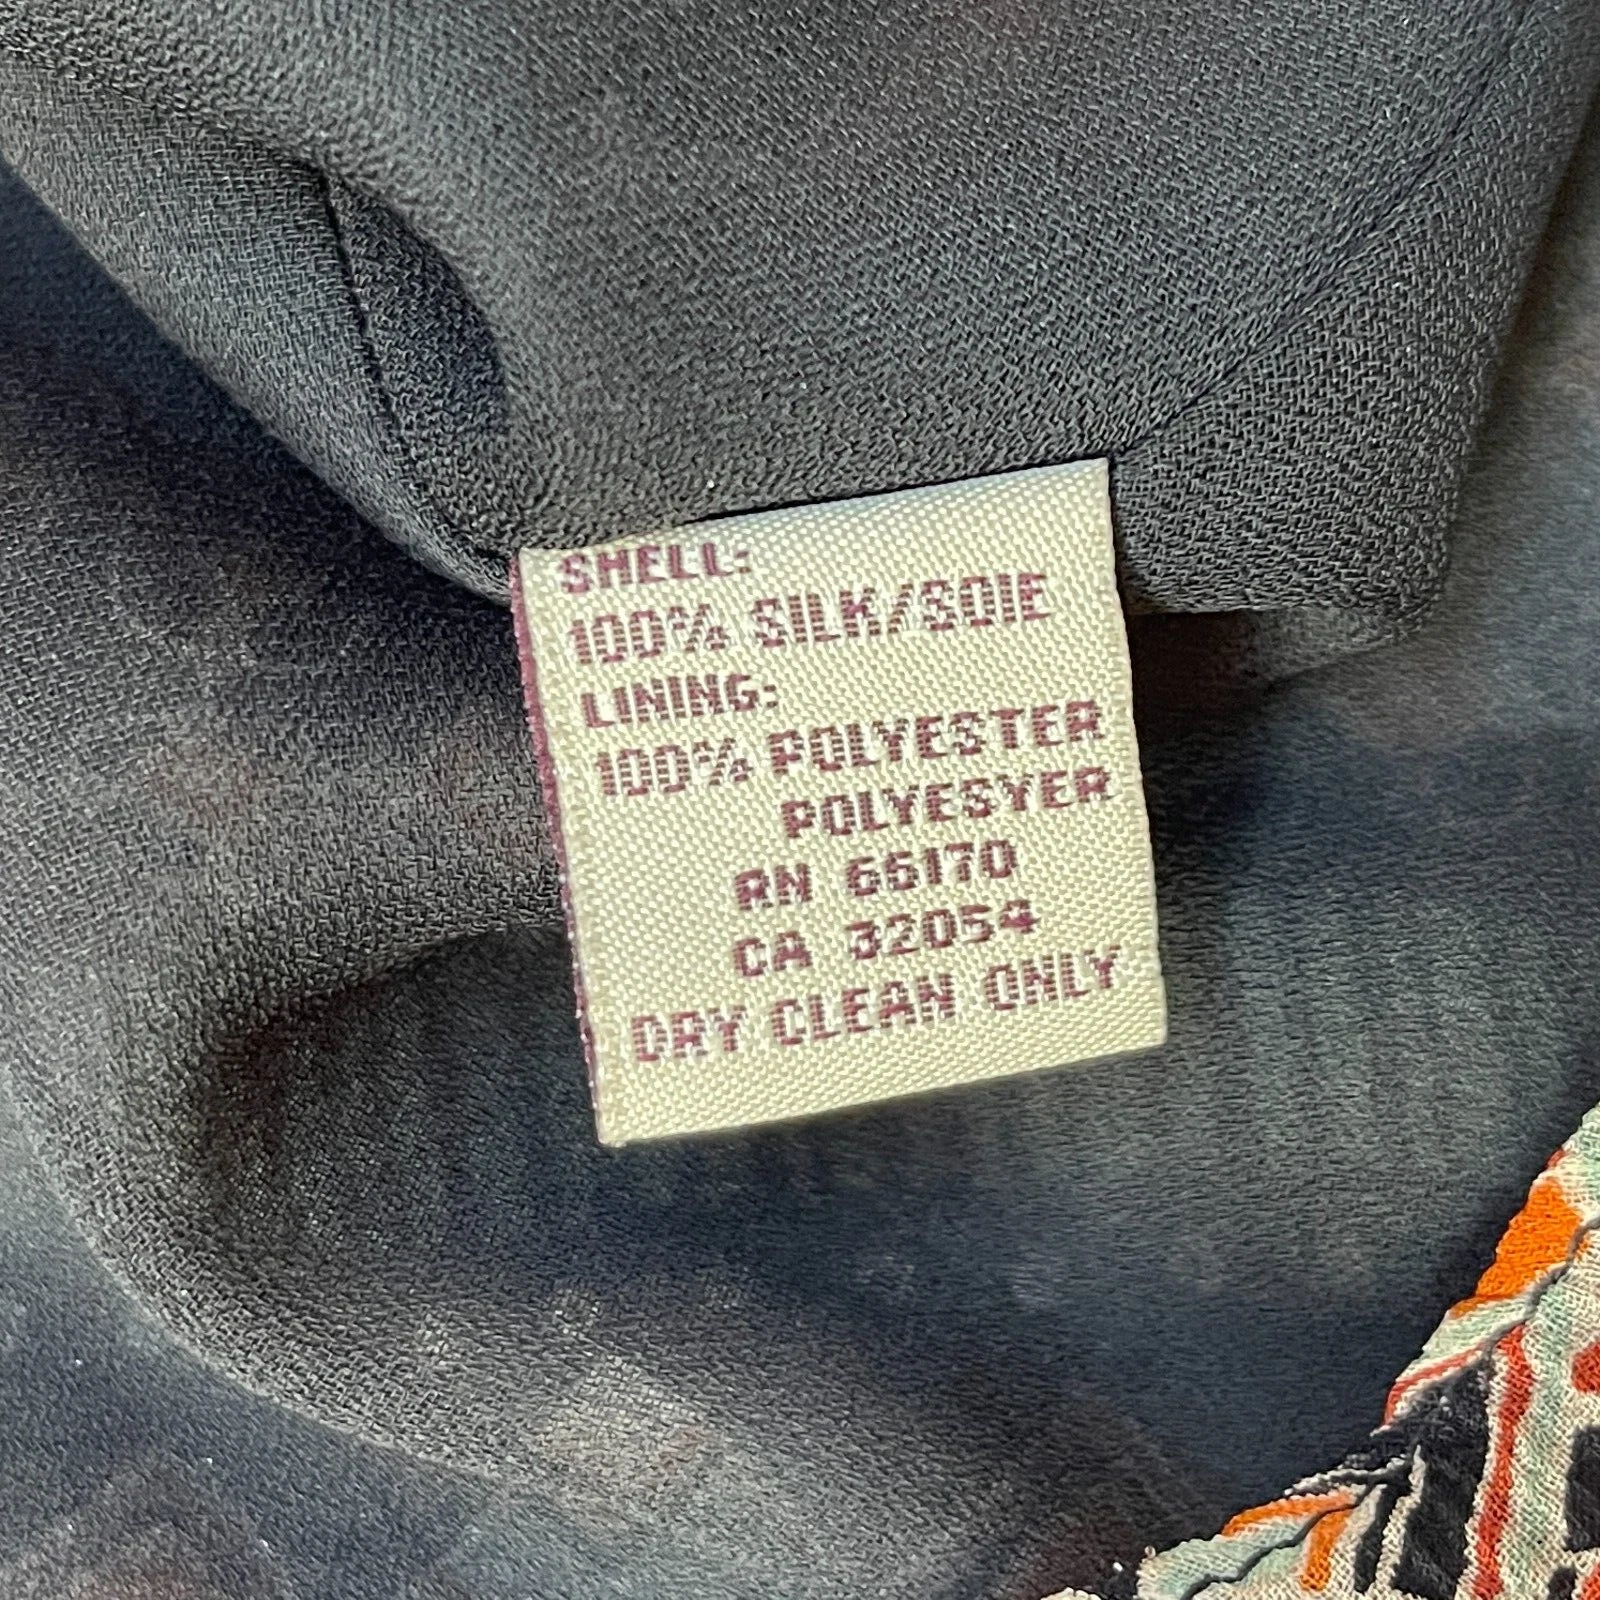 SHELL:
100% SILK/SOIE
LINING:
100% POLYESTER
POLYESYER
RN 66170
CA 32054
DRY CLEAN ONLY